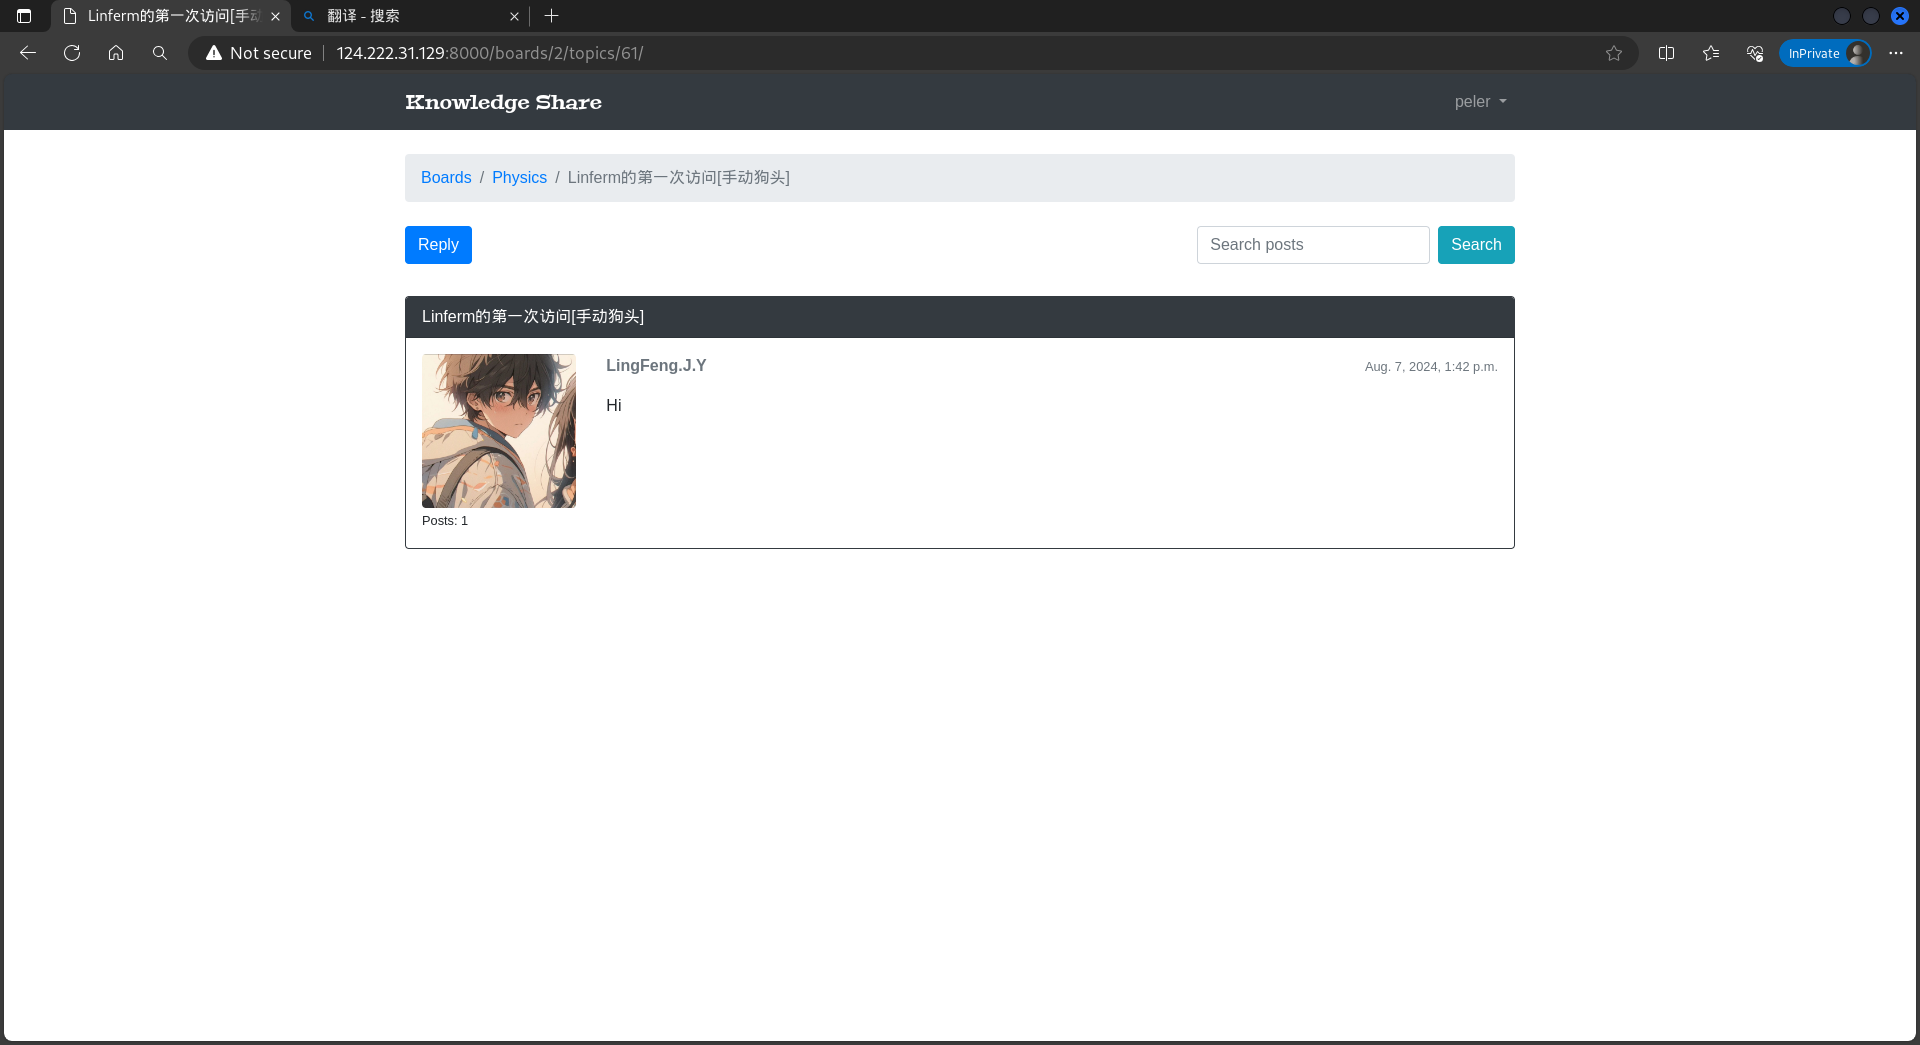 Linferm的第一次访问[手动
翻译 - 搜索
Not secure
124.222.31.129:8000/boards/2/topics/61/
InPrivate
Knowledge Share
peler
Boards / Physics / Linferm的第一次访问[手动狗头]
Reply
Search posts
Search
Linferm的第一次访问[手动狗头]
LingFeng.J.Y
Aug. 7, 2024, 1:42 p.m.
Hi
Posts: 1